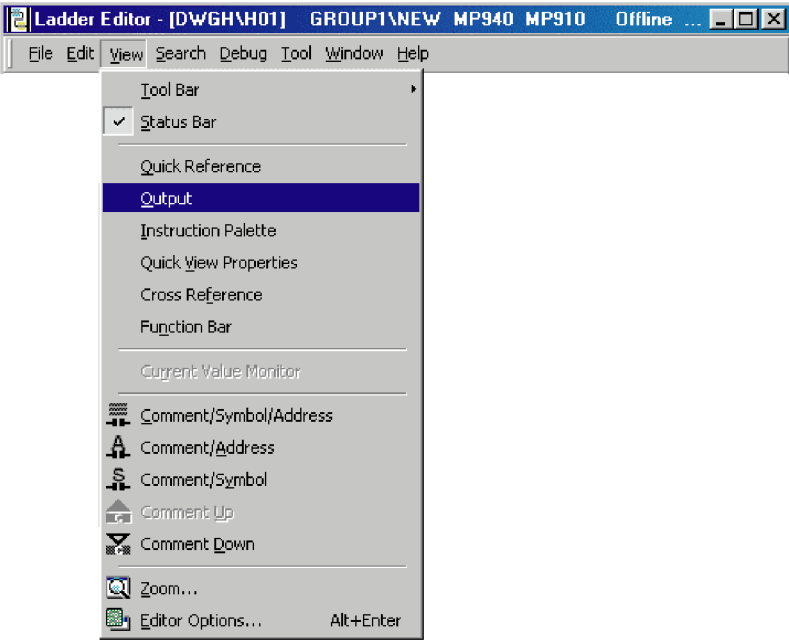 Ladder Editor - [DWGH\H01] GROUP1\NEW MP940 MP910 Offline ...
File Edit View Search Debug Tool Window Help
Tool Bar
Status Bar
Quick Reference
Output
Instruction Palette
Quick View Properties
Cross Reference
Function Bar
Current Value Monitor
Comment/Symbol/Address
Comment/Address
Comment/Symbol
Comment Up
Comment Down
Zoom...
Editor Options... Alt+Enter